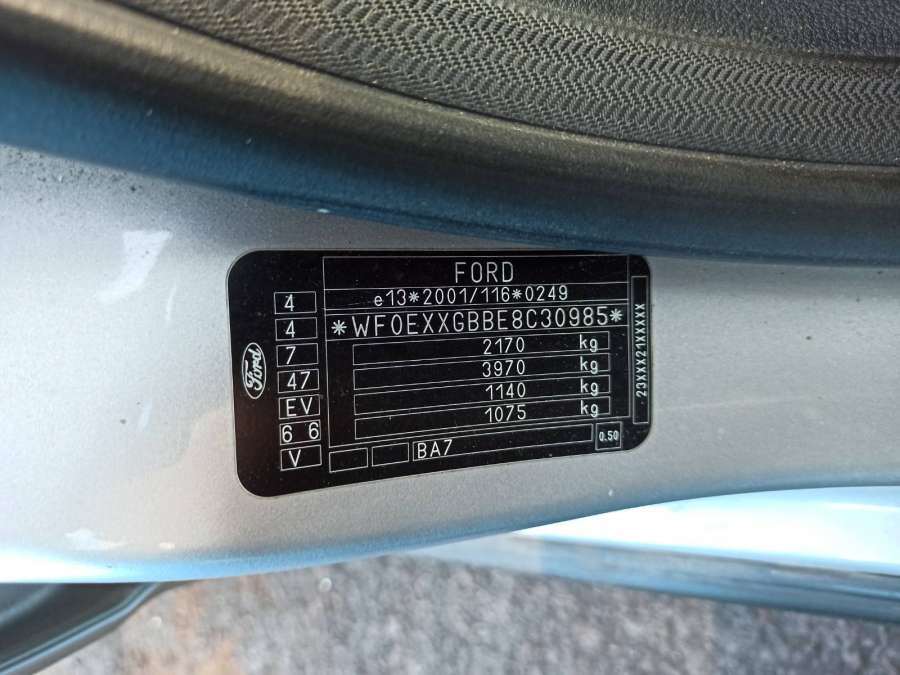 FORD
e13*2001/116*0249
*WF0EXXGBBE8C30985*
2170 kg
3970 kg
1140 kg
1075 kg
BA7
0.50
4
4
7
47
EV
6 6
V
Ford
23XXX21XXXXX